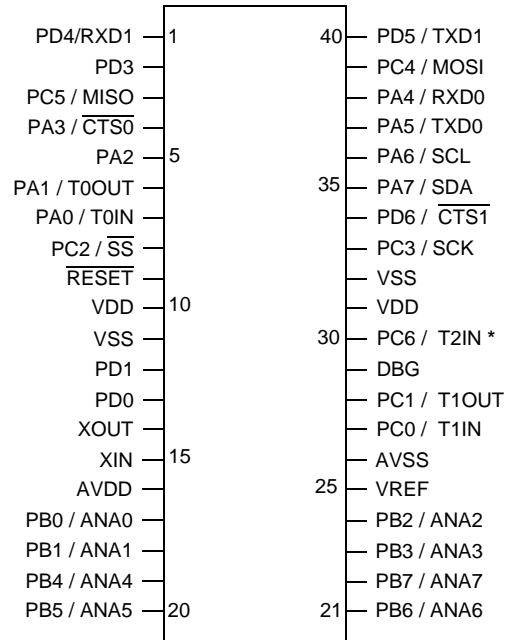 PD4/RXD1 1 40 PD5 / TXD1
PD3 PC4 / MOSI
PC5 / MISO PA4 / RXD0
PA3 / CTS0 PA5 / TXD0
PA2 5 PA6 / SCL
PA1 / T0OUT 35 PA7 / SDA
PA0 / T0IN PD6 / CTS1
PC2 / SS PC3 / SCK
RESET VSS
VDD 10 VDD
VSS 30 PC6 / T2IN *
PD1 DBG
PD0 PC1 / T1OUT
XOUT PC0 / T1IN
XIN 15 AVSS
AVDD 25 VREF
PB0 / ANA0 PB2 / ANA2
PB1 / ANA1 PB3 / ANA3
PB4 / ANA4 PB7 / ANA7
PB5 / ANA5 20 21 PB6 / ANA6